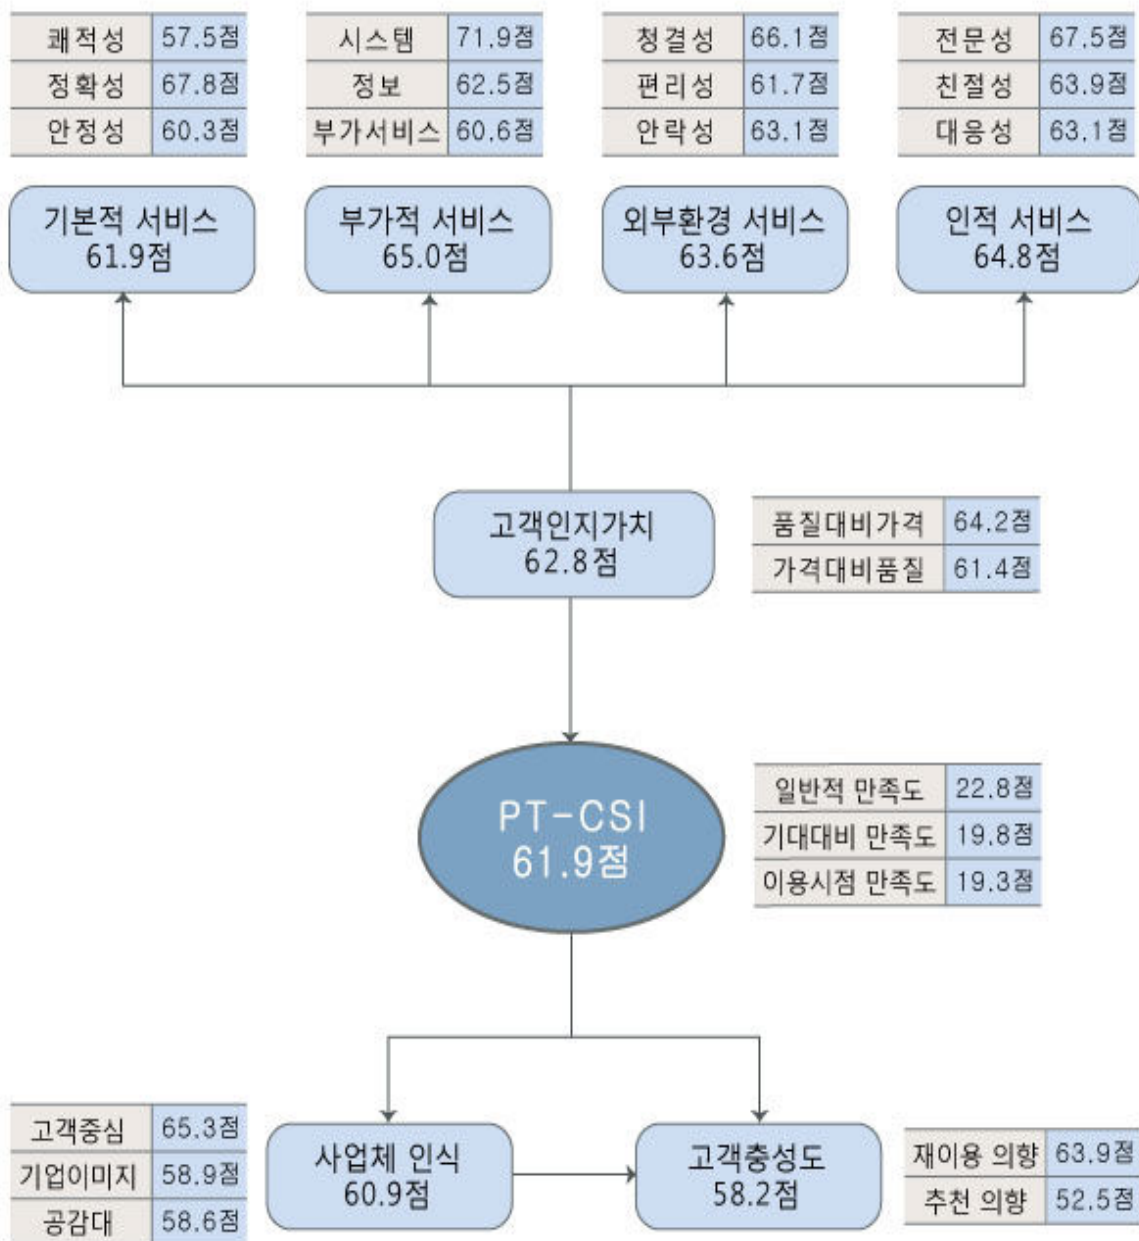 쾌적성 57.5점 시스템 71.9점 청결성 66.1점 전문성 67.5점
정확성 67.8점 정보 62.5점 편리성 61.7점 친절성 63.9점
안정성 60.3점 부가서비스 60.6점 안락성 63.1점 대응성 63.1점
기본적 서비스 부가적 서비스 외부환경 서비스 인적 서비스
61.9점 65.0점 63.6점 64.8점
고객인지가치
62.8점
품질대비가격 64.2점
가격대비품질 61.4점
PT-CSI
61.9점
일반적 만족도 22.8점
기대대비 만족도 19.8점
이용시점 만족도 19.3점
고객중심 65.3점
기업이미지 58.9점
공감대 58.6점
사업체 인식
60.9점
고객충성도
58.2점
재이용 의향 63.9점
추천 의향 52.5점